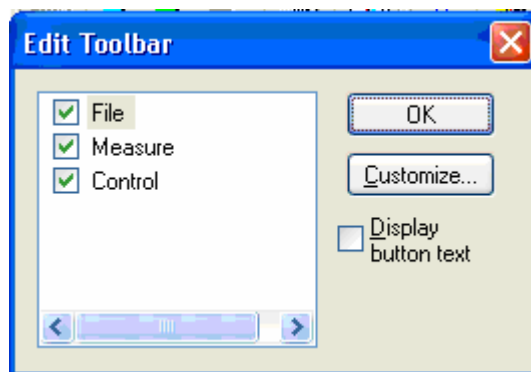 Edit Toolbar
File
Measure
Control
OK
Customize...
Display
button text